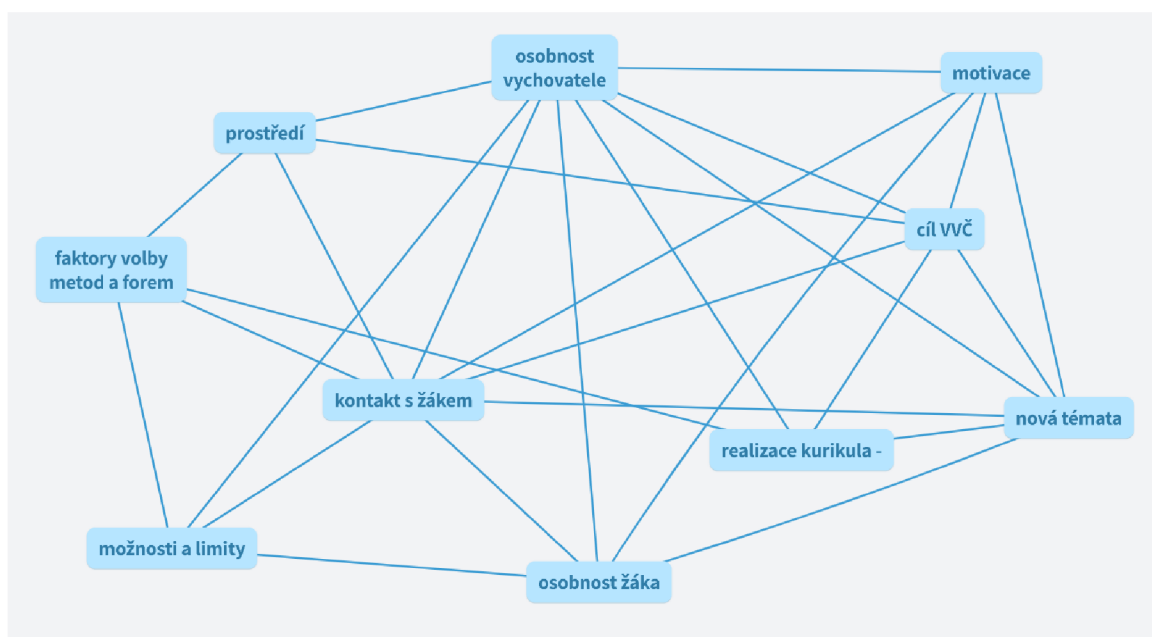 osobnost
vychovatele
motivace
prostředí
cíl VVČ
faktory volby
metod a forem
kontakt s žákem
nová témata
realizace kurikula -
možnosti a limity
osobnost žáka